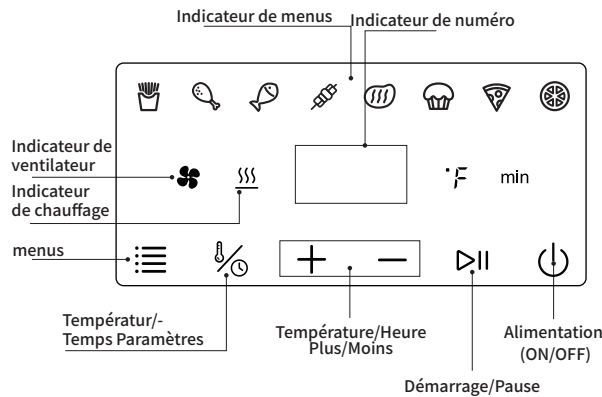 Indicateur de menus
Indicateur de numéro
Indicateur de
ventilateur
Indicateur
de chauffage
°F
min
menus
Températur/-
Temps Paramètres
Température/Heure
Plus/Moins
Alimentation
(ON/OFF)
Démarrage/Pause